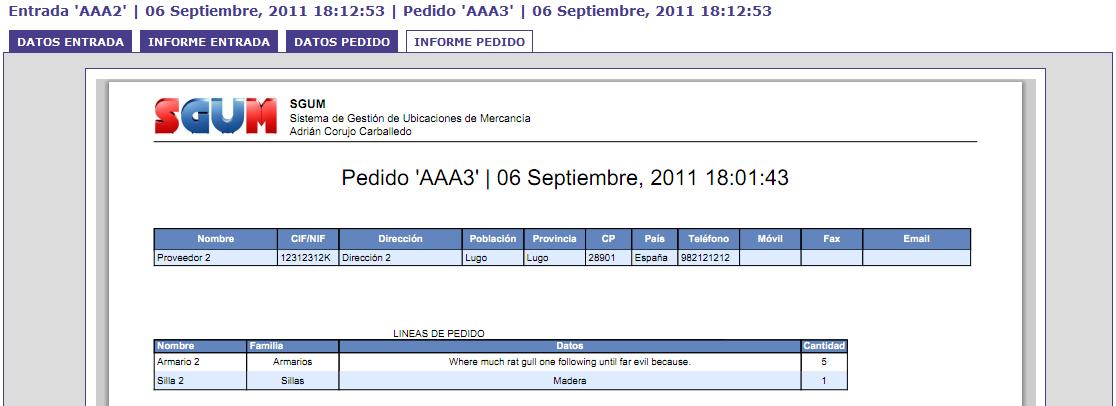 Entrada 'AAA2' | 06 Septiembre, 2011 18:12:53 | Pedido 'AAA3' | 06 Septiembre, 2011 18:12:53
DATOS ENTRADA INFORME ENTRADA DATOS PEDIDO INFORME PEDIDO
SGUM
SGUM
Sistema de Gestión de Ubicaciones de Mercancía
Adrián Corujo Carballedo
Pedido 'AAA3' | 06 Septiembre, 2011 18:01:43
Nombre CIF/NIF Dirección Población Provincia CP País Teléfono Móvil Fax Email
Proveedor 2 12312312K Dirección 2 Lugo Lugo 28901 España 982121212
LINEAS DE PEDIDO
Nombre Familia Datos Cantidad
Armario 2 Armarios Where much rat gull one following until far evil because. 5
Silla 2 Sillas Madera 1